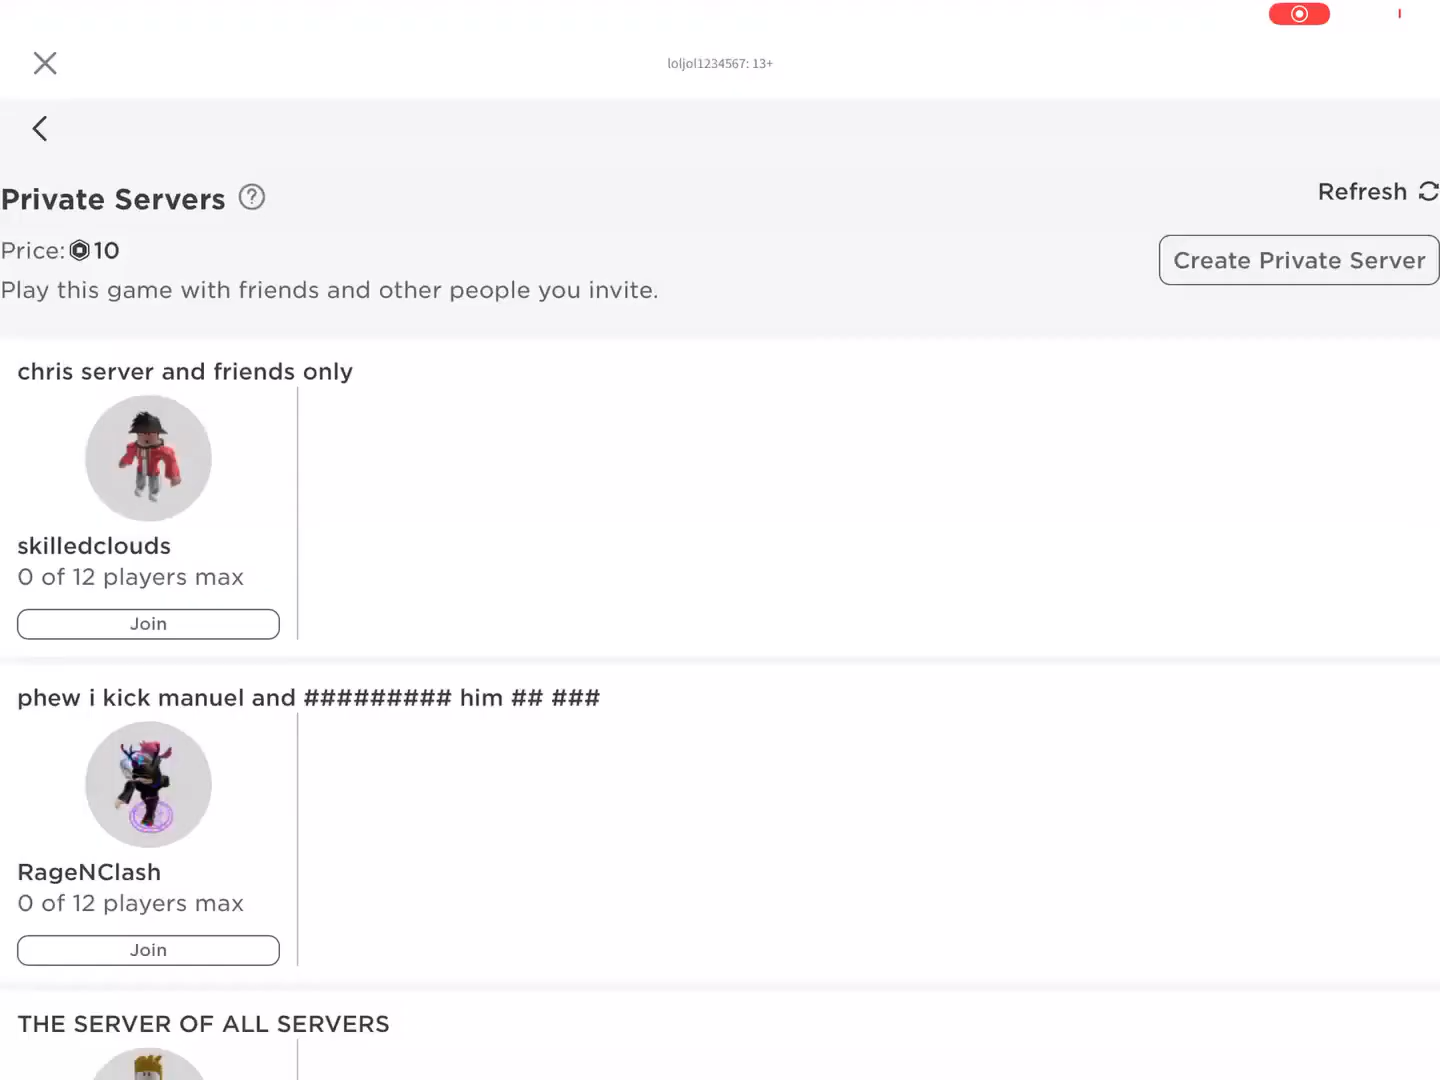 loljol1234567: 13+
Private Servers
Refresh
Price: 10
Create Private Server
Play this game with friends and other people you invite.
chris server and friends only
skilledclouds
0 of 12 players max
Join
phew i kick manuel and ######### him ## ###
RageNClash
0 of 12 players max
Join
THE SERVER OF ALL SERVERS